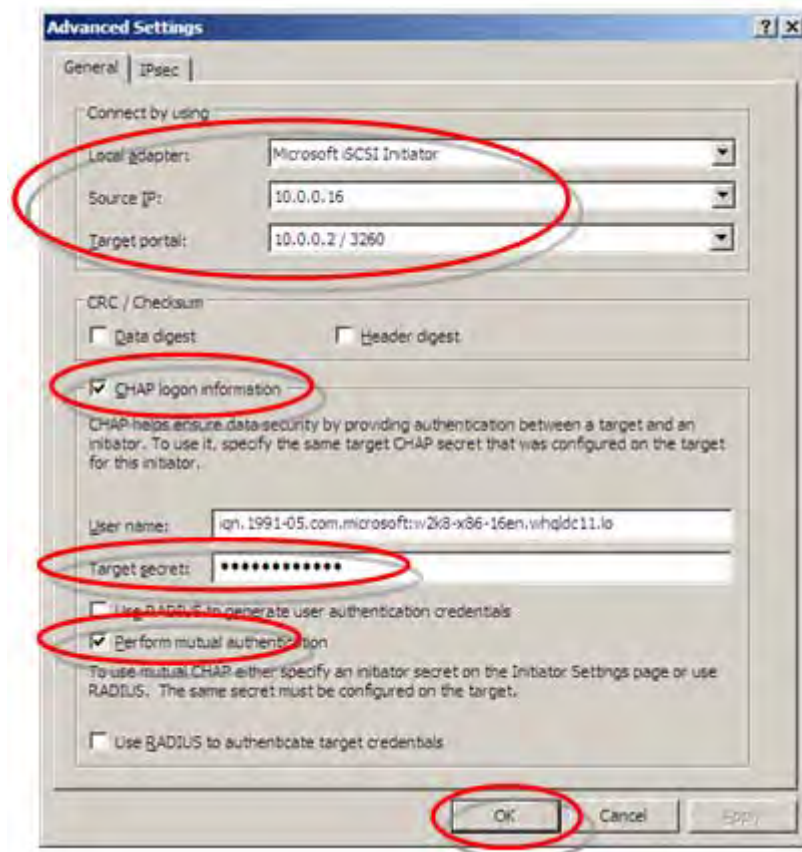 Advanced Settings
General
IPsec
Connect by using
Local adapter: Microsoft iSCSI Initiator
Source IP: 10.0.0.16
Target portal: 10.0.0.2 / 3260
CRC / Checksum
Data digest Header digest
CHAP logon information
CHAP helps ensure data security by providing authentication between a target and an
initiator. To use it, specify the same target CHAP secret that was configured on the target
for this initiator.
User name: iqn.1991-05.com.microsoft:w2k8-x86-16en.whqldc11.lo
Target secret: ●●●●●●●●●●●●
Use RADIUS to generate user authentication credentials
Perform mutual authentication
To use mutual CHAP either specify an initiator secret on the Initiator Settings page or use
RADIUS. The same secret must be configured on the target.
Use RADIUS to authenticate target credentials
OK Cancel Apply